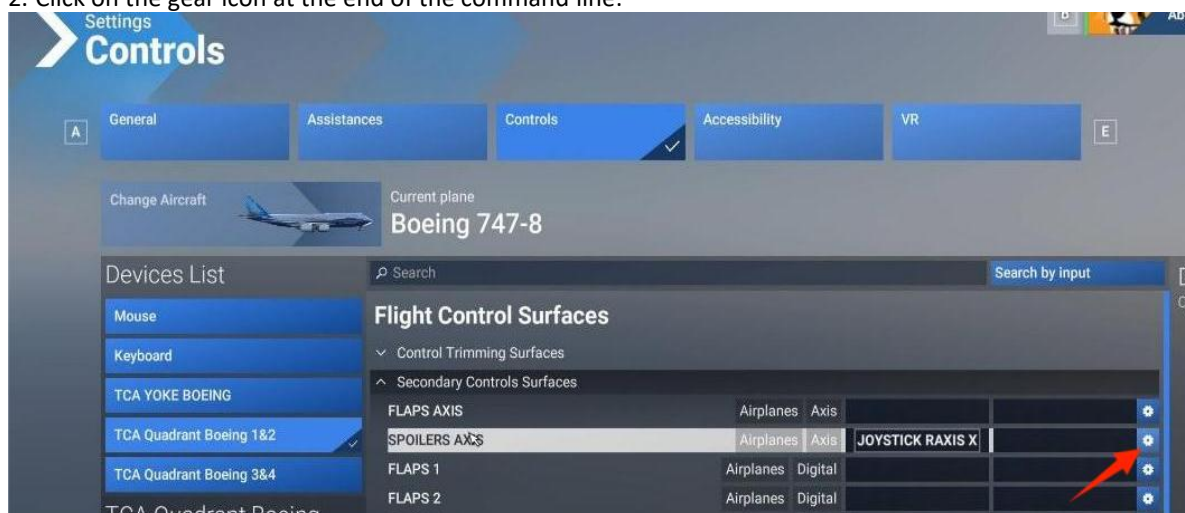 2. Click on the gear icon at the end of the command line.
Settings
Controls
B
A
General
Assistances
Controls
Accessibility
VR
E
Change Aircraft
Current plane
Boeing 747-8
Devices List
Search
Search by input
Mouse
Flight Control Surfaces
Keyboard
Control Trimming Surfaces
Secondary Controls Surfaces
TCA YOKE BOEING
FLAPS AXIS Airplanes Axis
TCA Quadrant Boeing 1&2
SPOILERS AXIS Airplanes Axis JOYSTICK RAXIS X
TCA Quadrant Boeing 3&4
FLAPS 1 Airplanes Digital
FLAPS 2 Airplanes Digital
TCA Quadrant Boeing